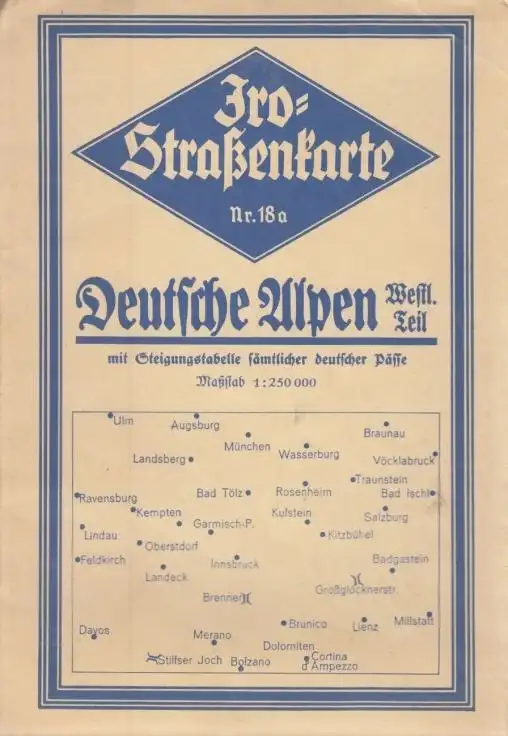 Iro=
Straßenkarte
Nr. 18a
Deutsche Alpen Westl. Teil
mit Steigungstabelle sämtlicher deutscher Pässe
Maßstab 1:250 000
Ulm
Augsburg
Braunau
München
Wasserburg
Landsberg
Vöcklabruck
Traunstein
Ravensburg
Bad Tölz
Rosenheim
Bad Ischl
Kempten
Kufstein
Salzburg
Garmisch-P.
Lindau
Kitzbühel
Oberstdorf
Feldkirch
Innsbruck
Badgastein
Landeck
Großglocknerstr.
Brenner
Brunico
Lienz
Millstatt
Davos
Merano
Dolomiten
Stilfser Joch
Bolzano
Cortina
d'Ampezzo